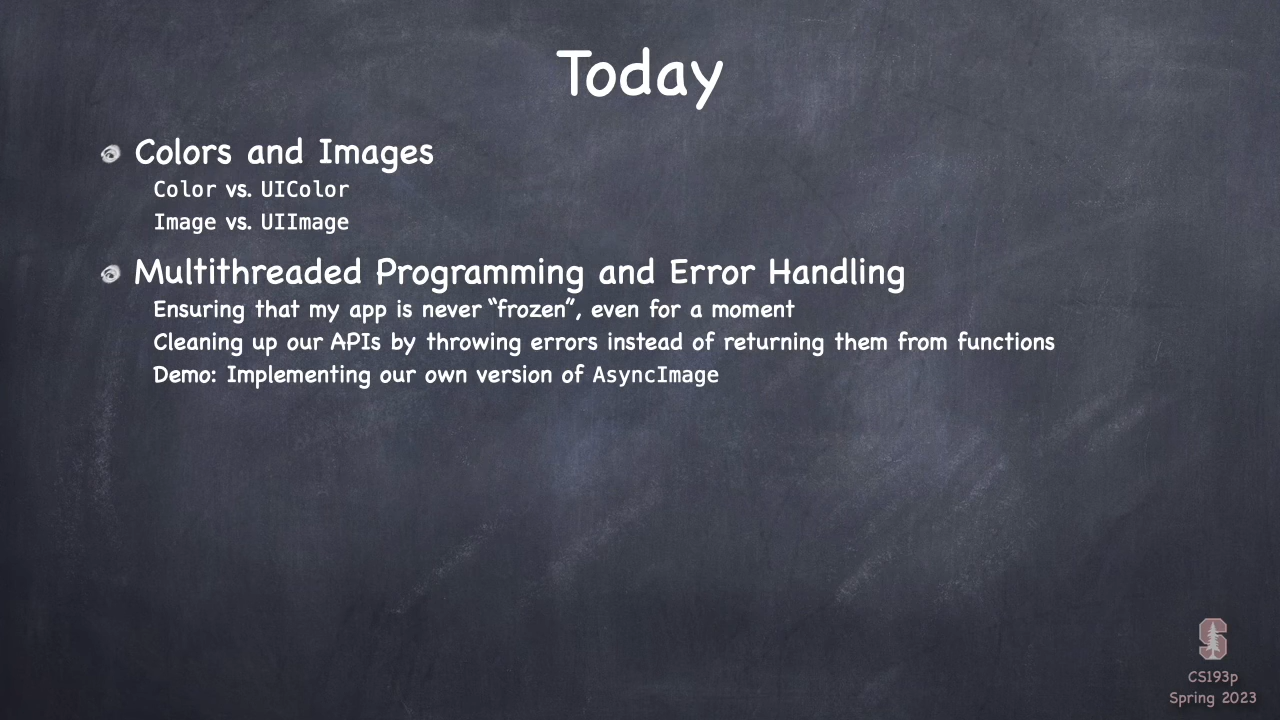 Today
Colors and Images
Color vs. UIColor
Image vs. UIImage
Multithreaded Programming and Error Handling
Ensuring that my app is never “frozen”, even for a moment
Cleaning up our APIs by throwing errors instead of returning them from functions
Demo: Implementing our own version of AsyncImage
S
CS193p
Spring 2023